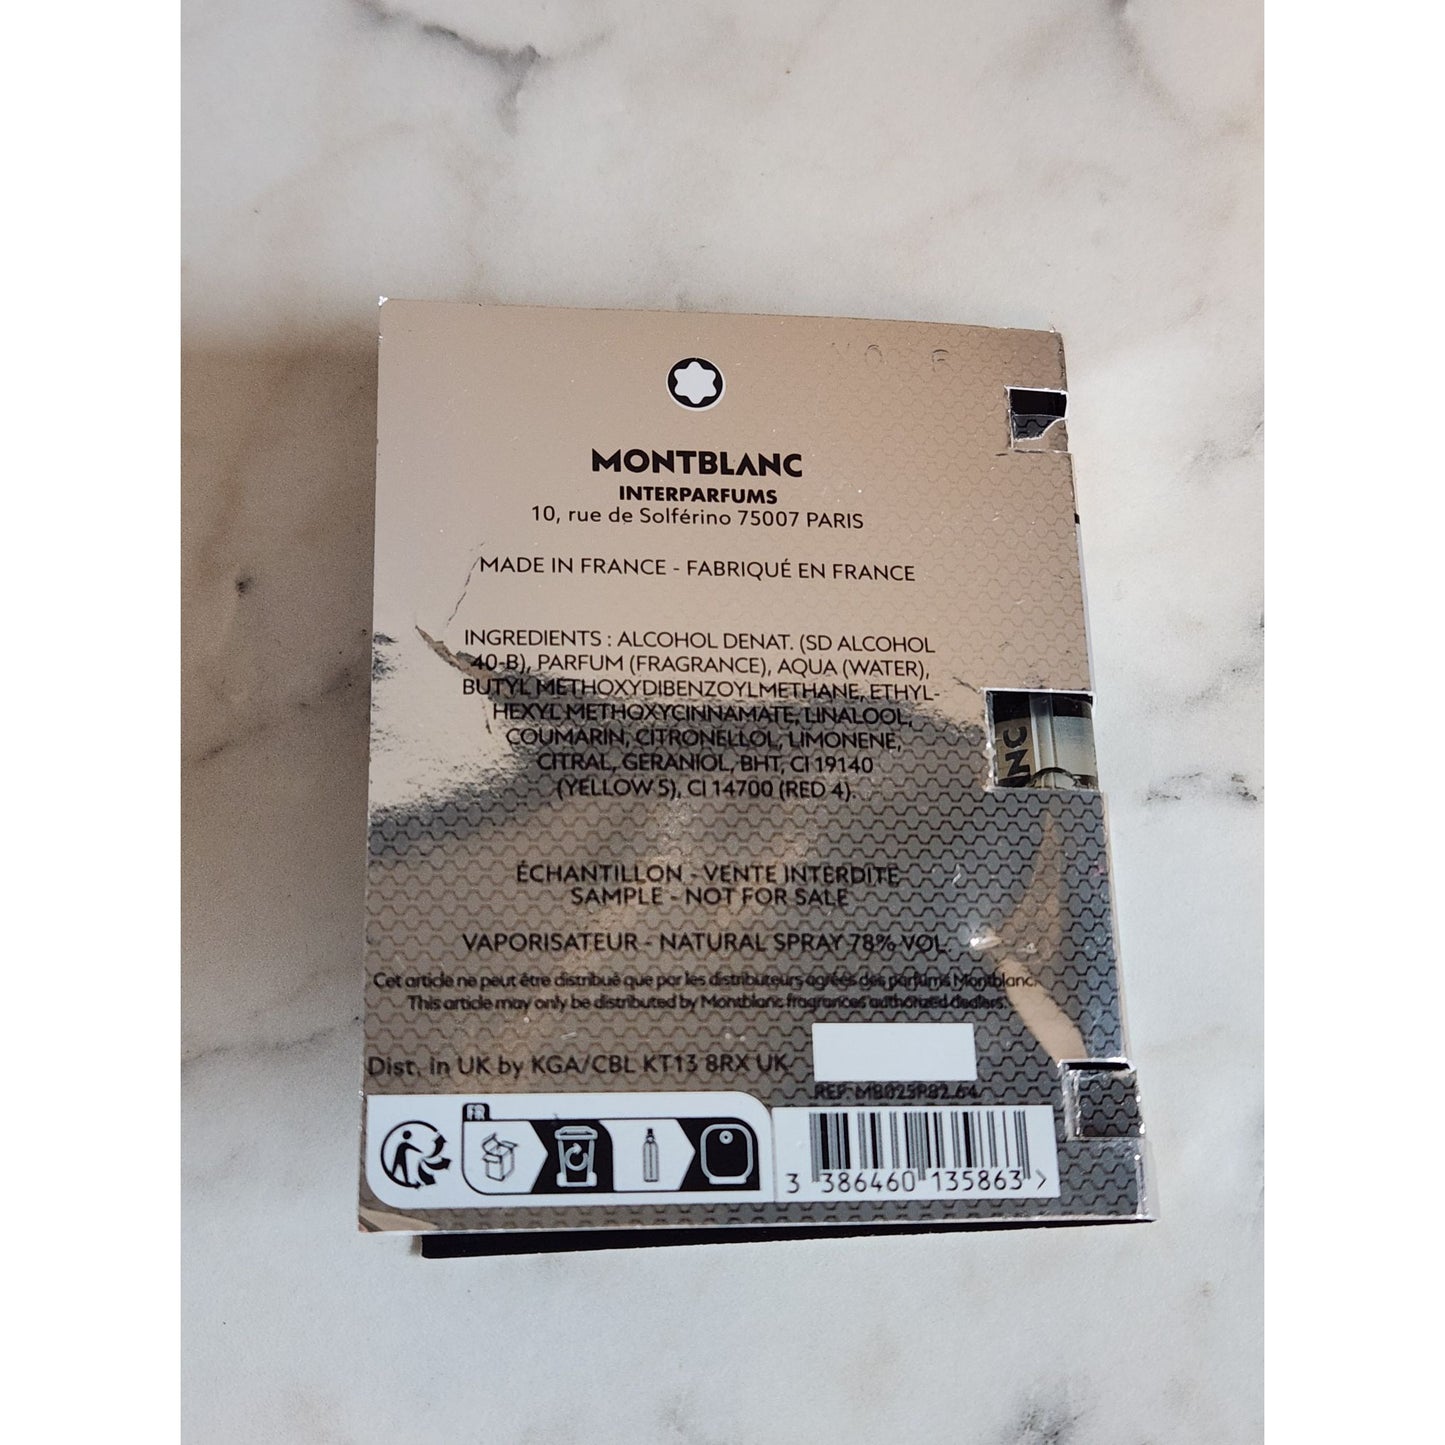 MONTBLANC
INTERPARFUMS
10, rue de Solférino 75007 PARIS
MADE IN FRANCE - FABRIQUÉ EN FRANCE
INGREDIENTS : ALCOHOL DENAT. (SD ALCOHOL
40-B), PARFUM (FRAGRANCE), AQUA (WATER),
BUTYL METHOXYDIBENZOYLMETHANE, ETHYL-
HEXYL METHOXYCINNAMATE, LINALOOL,
COUMARIN, CITRONELLOL, LIMONENE,
CITRAL, GERANIOL, BHT, CI 19140
(YELLOW 5), CI 14700 (RED 4).
ÉCHANTILLON - VENTE INTERDITE
SAMPLE - NOT FOR SALE
VAPORISATEUR - NATURAL SPRAY 78% VOL.
Cet article ne peut être distribué que par les distributeurs agréés des parfums Montblanc.
This article may only be distributed by Montblanc fragrances authorized dealers.
Dist. in UK by KGA/CBL KT13 8RX UK
REF. MB025P82.64
FR
3 386460 135863 >